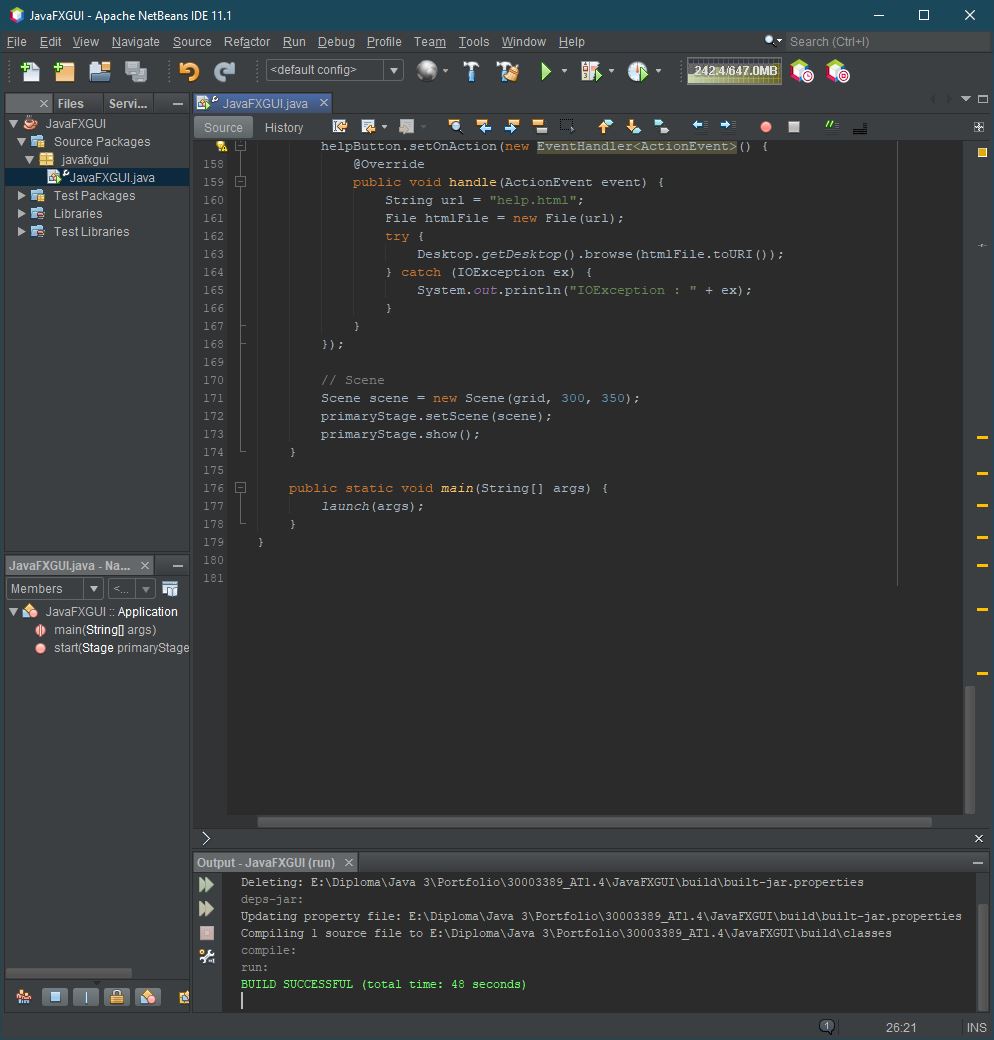 JavaFXGUI - Apache NetBeans IDE 11.1
File Edit View Navigate Source Refactor Run Debug Profile Team Tools Window Help
Search (Ctrl+I)
<default config>
242.4/647.0MB
Files
Servi...
JavaFXGUI
Source Packages
javafxgui
JavaFXGUI.java
Test Packages
Libraries
Test Libraries
JavaFXGUI.java
Source
History
helpButton.setOnAction(new EventHandler<ActionEvent>() {
158 @Override
159 public void handle(ActionEvent event) {
160 String url = "help.html";
161 File htmlFile = new File(url);
162 try {
163 Desktop.getDesktop().browse(htmlFile.toURI());
164 } catch (IOException ex) {
165 System.out.println("IOException : " + ex);
166 }
167 }
168 });
169
170 // Scene
171 Scene scene = new Scene(grid, 300, 350);
172 primaryStage.setScene(scene);
173 primaryStage.show();
174 }
175
176 public static void main(String[] args) {
177 launch(args);
178 }
179 }
180
181
JavaFXGUI.java - Na...
Members
<...
JavaFXGUI :: Application
main(String[] args)
start(Stage primaryStage
Output - JavaFXGUI (run)
Deleting: E:\Diploma\Java 3\Portfolio\30003389_AT1.4\JavaFXGUI\build\built-jar.properties
deps-jar:
Updating property file: E:\Diploma\Java 3\Portfolio\30003389_AT1.4\JavaFXGUI\build\built-jar.properties
Compiling 1 source file to E:\Diploma\Java 3\Portfolio\30003389_AT1.4\JavaFXGUI\build\classes
compile:
run:
BUILD SUCCESSFUL (total time: 48 seconds)
1
26:21
INS